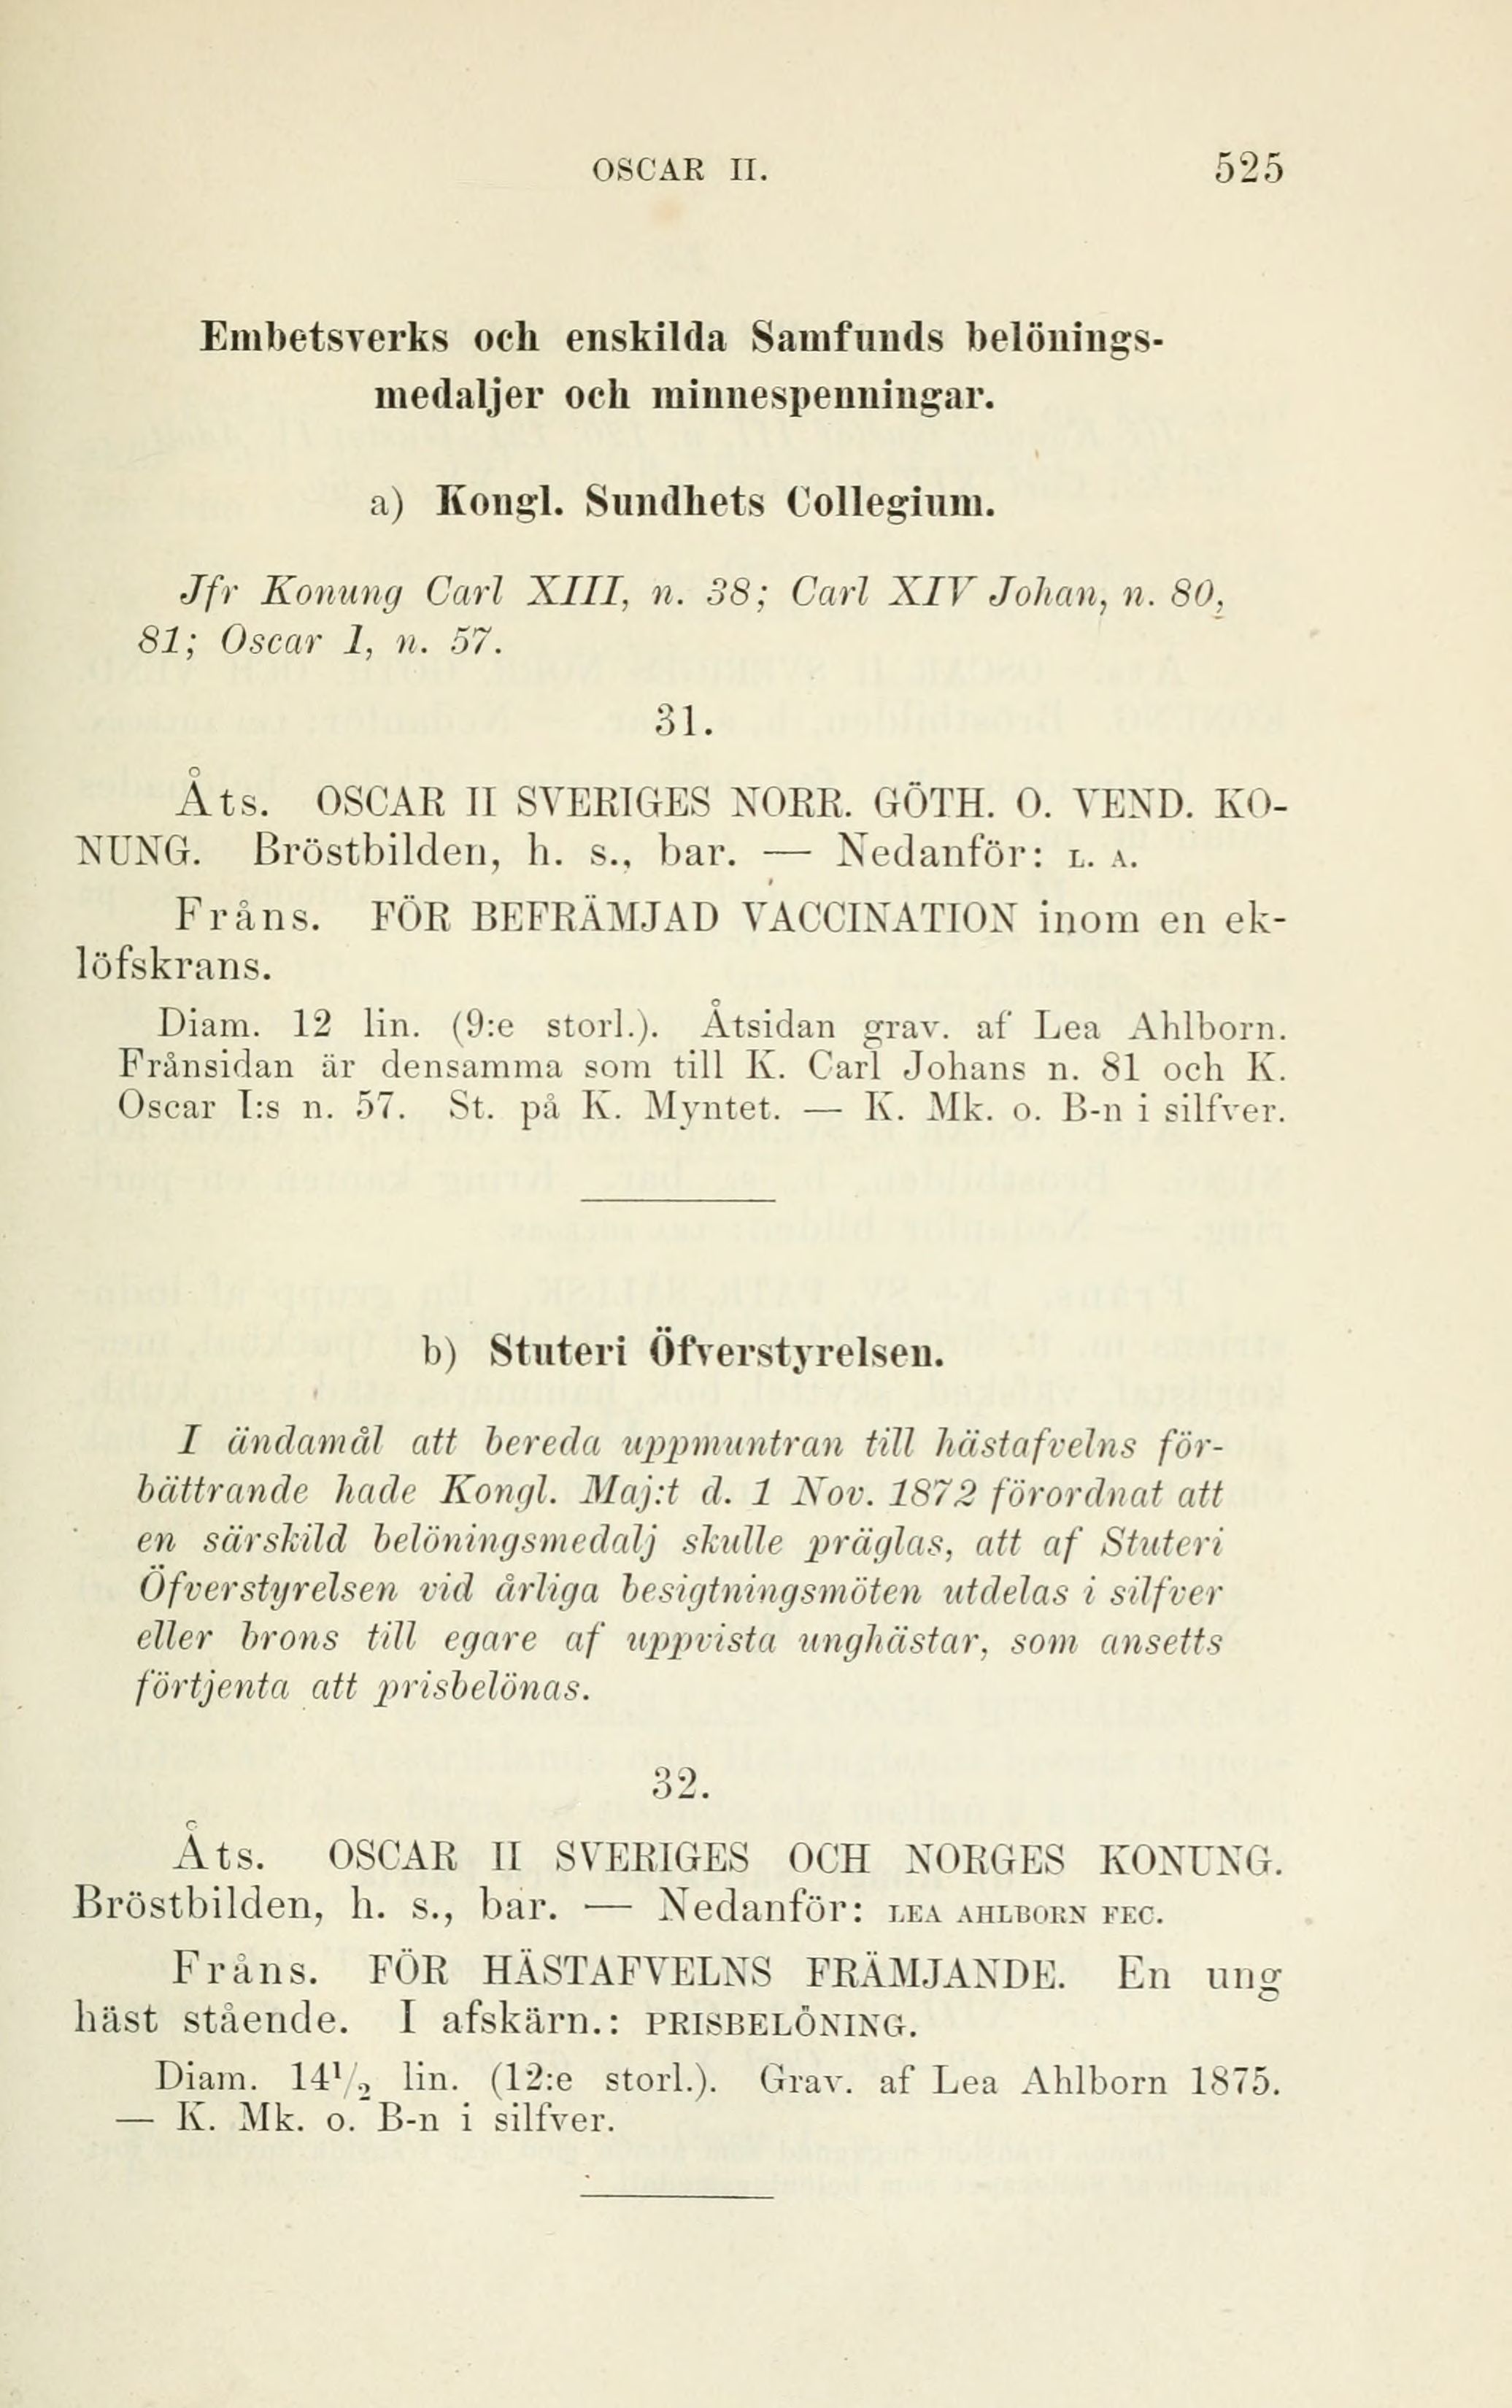 OSCAR II. 525
Embetsverks och enskilda Samfunds belönings-
medaljer och minnespenningar.
a) Kongl. Sundhets Collegium.
Jfr Konung Carl XIII, n. 38; Carl XIV Johan, n. 80,
81; Oscar I, n. 57.
31.
Åts. OSCAR II SVERIGES NORR. GÖTH. O. VEND. KO-
NUNG. Bröstbilden, h. s., bar. — Nedanför: L. A.
Fråns. FÖR BEFRÄMJAD VACCINATION inom en ek-
löfskrans.
Diam. 12 lin. (9:e storl.). Åtsidan grav. af Lea Ahlborn.
Frånsidan är densamma som till K. Carl Johans n. 81 och K.
Oscar I:s n. 57. St. på K. Myntet. — K. Mk. o. B-n i silfver.
b) Stuteri Öfverstyrelsen.
I ändamål att bereda uppmuntran till hästafvelns för-
bättrande hade Kongl. Maj:t d. 1 Nov. 1872 förordnat att
en särskild belöningsmedalj skulle präglas, att af Stuteri
Öfverstyrelsen vid årliga besigtningsmöten utdelas i silfver
eller brons till egare af uppvista unghästar, som ansetts
förtjenta att prisbelönas.
32.
Åts. OSCAR II SVERIGES OCH NORGES KONUNG.
Bröstbilden, h. s., bar. — Nedanför: LEA AHLBORN FEC.
Fråns. FÖR HÄSTAFVELNS FRÄMJANDE. En ung
häst stående. I afskärn.: PRISBELÖNING.
Diam. 14½ lin. (12:e storl.). Grav. af Lea Ahlborn 1875.
— K. Mk. o. B-n i silfver.